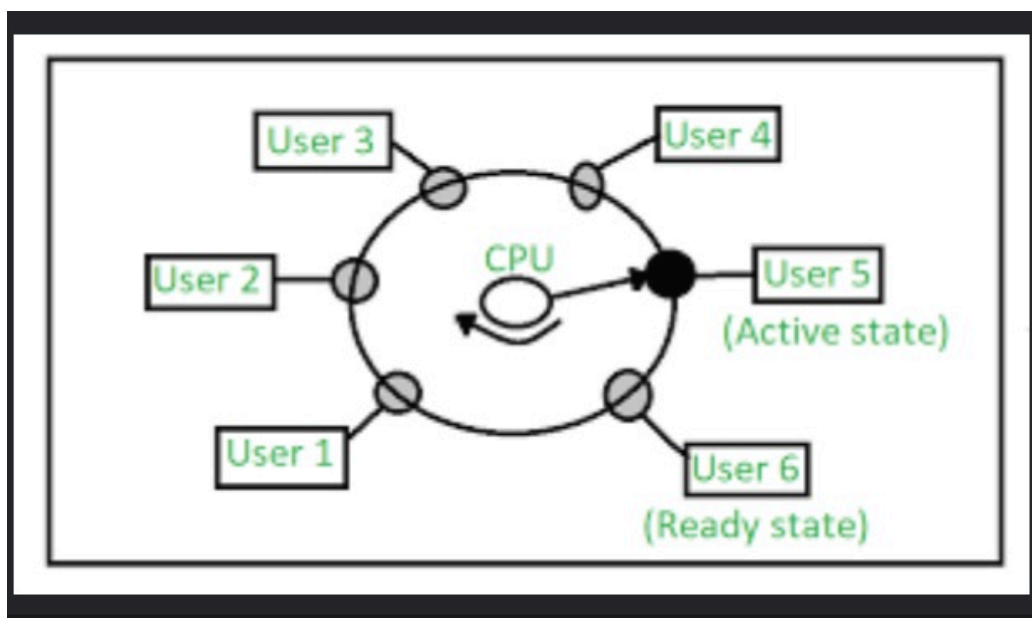 User 3
User 4
CPU
User 2
User 5
(Active state)
User 1
User 6
(Ready state)